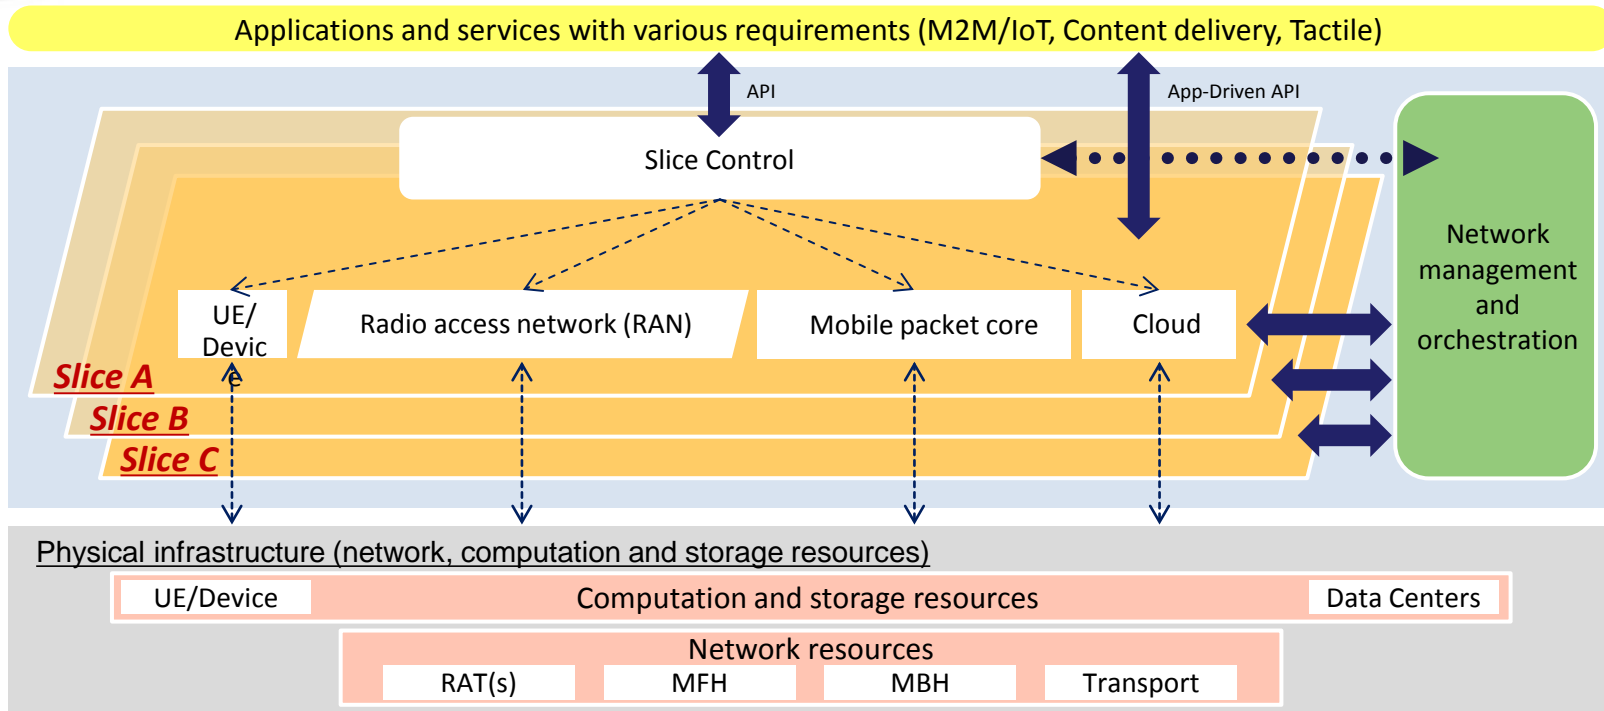 Applications and services with various requirements (M2M/IoT, Content delivery, Tactile)
API
App-Driven API
Slice Control
Network
management
and
orchestration
UE/
Devic
e
Radio access network (RAN)
Mobile packet core
Cloud
Slice A
Slice B
Slice C
Physical infrastructure (network, computation and storage resources)
UE/Device
Computation and storage resources
Data Centers
Network resources
RAT(s)
MFH
MBH
Transport